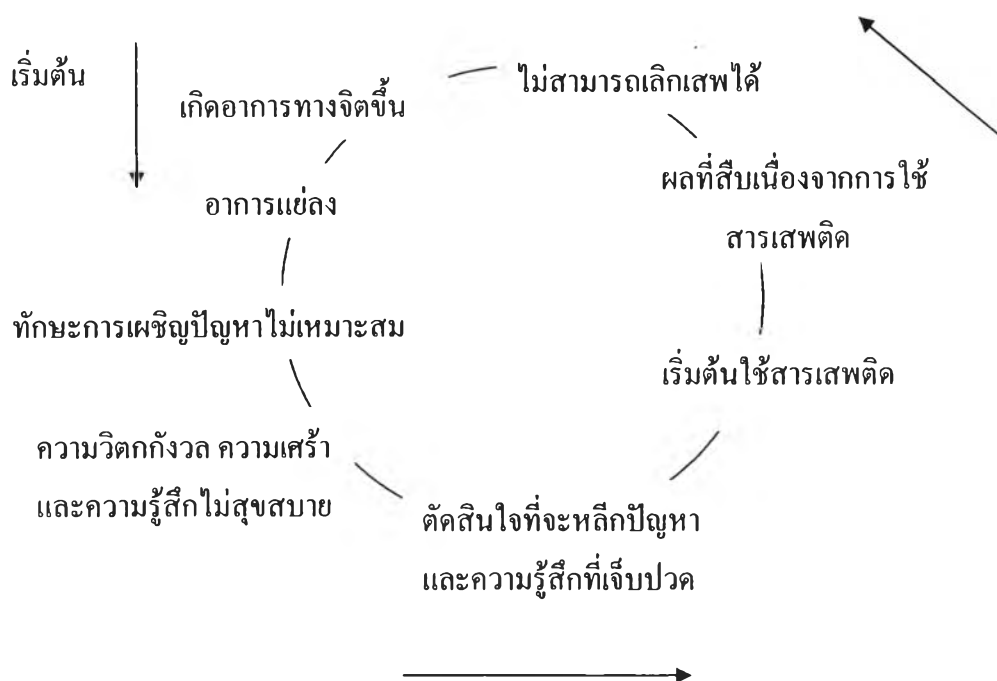 เริ่มต้น
ไม่สามารถเลิกเสพได้
เกิดอาการทางจิตขึ้น
ผลที่สืบเนื่องจากการใช้
สารเสพติด
อาการแย่ลง
ทักษะการเผชิญปัญหาไม่เหมาะสม
เริ่มต้นใช้สารเสพติด
ความวิตกกังวล ความเศร้า
และความรู้สึกไม่สุขสบาย
ตัดสินใจที่จะหลีกปัญหา
และความรู้สึกที่เจ็บปวด